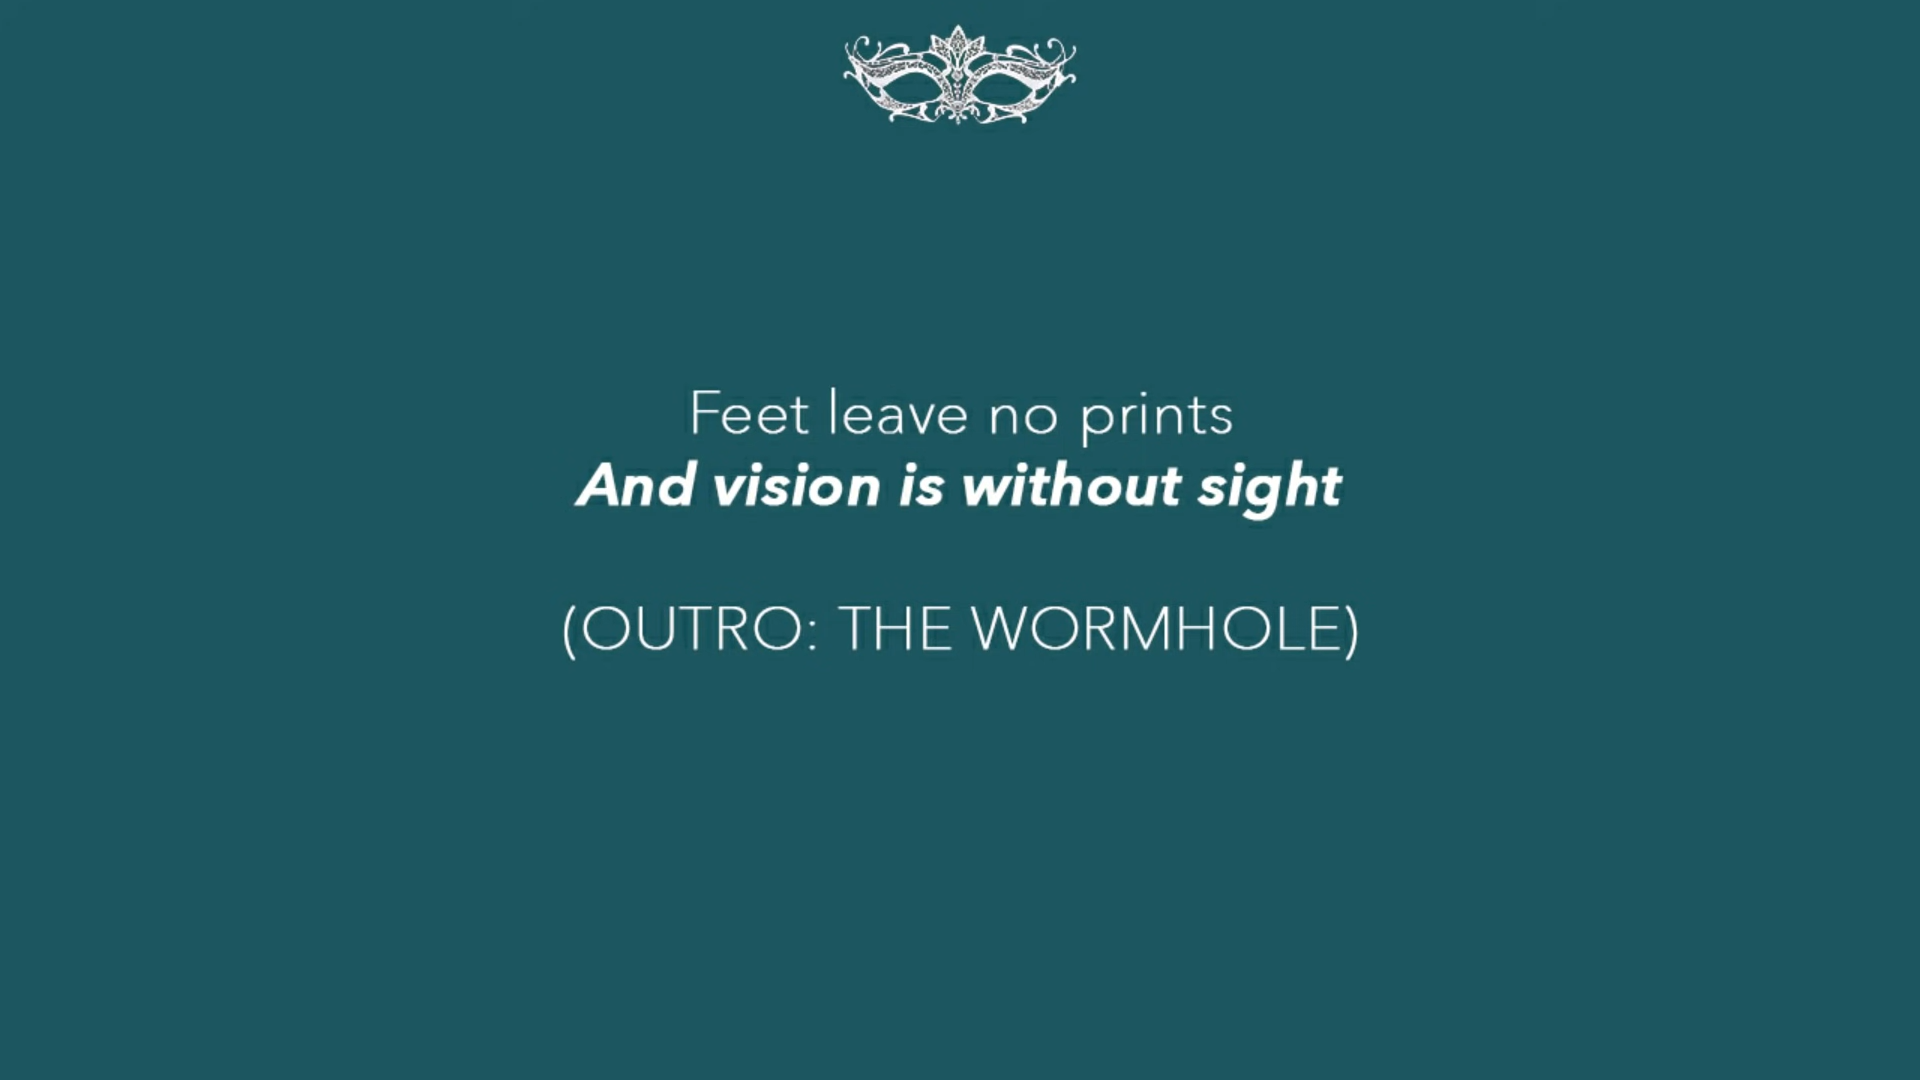 Feet leave no prints
And vision is without sight
(OUTRO: THE WORMHOLE)